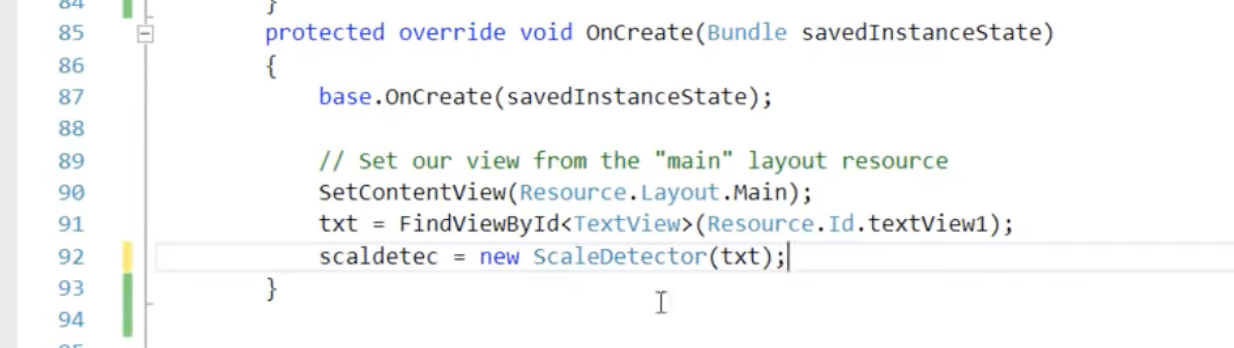 84 }
85 protected override void OnCreate(Bundle savedInstanceState)
86 {
87 base.OnCreate(savedInstanceState);
88
89 // Set our view from the "main" layout resource
90 SetContentView(Resource.Layout.Main);
91 txt = FindViewById<TextView>(Resource.Id.textView1);
92 scaldetec = new ScaleDetector(txt);
93 }
94